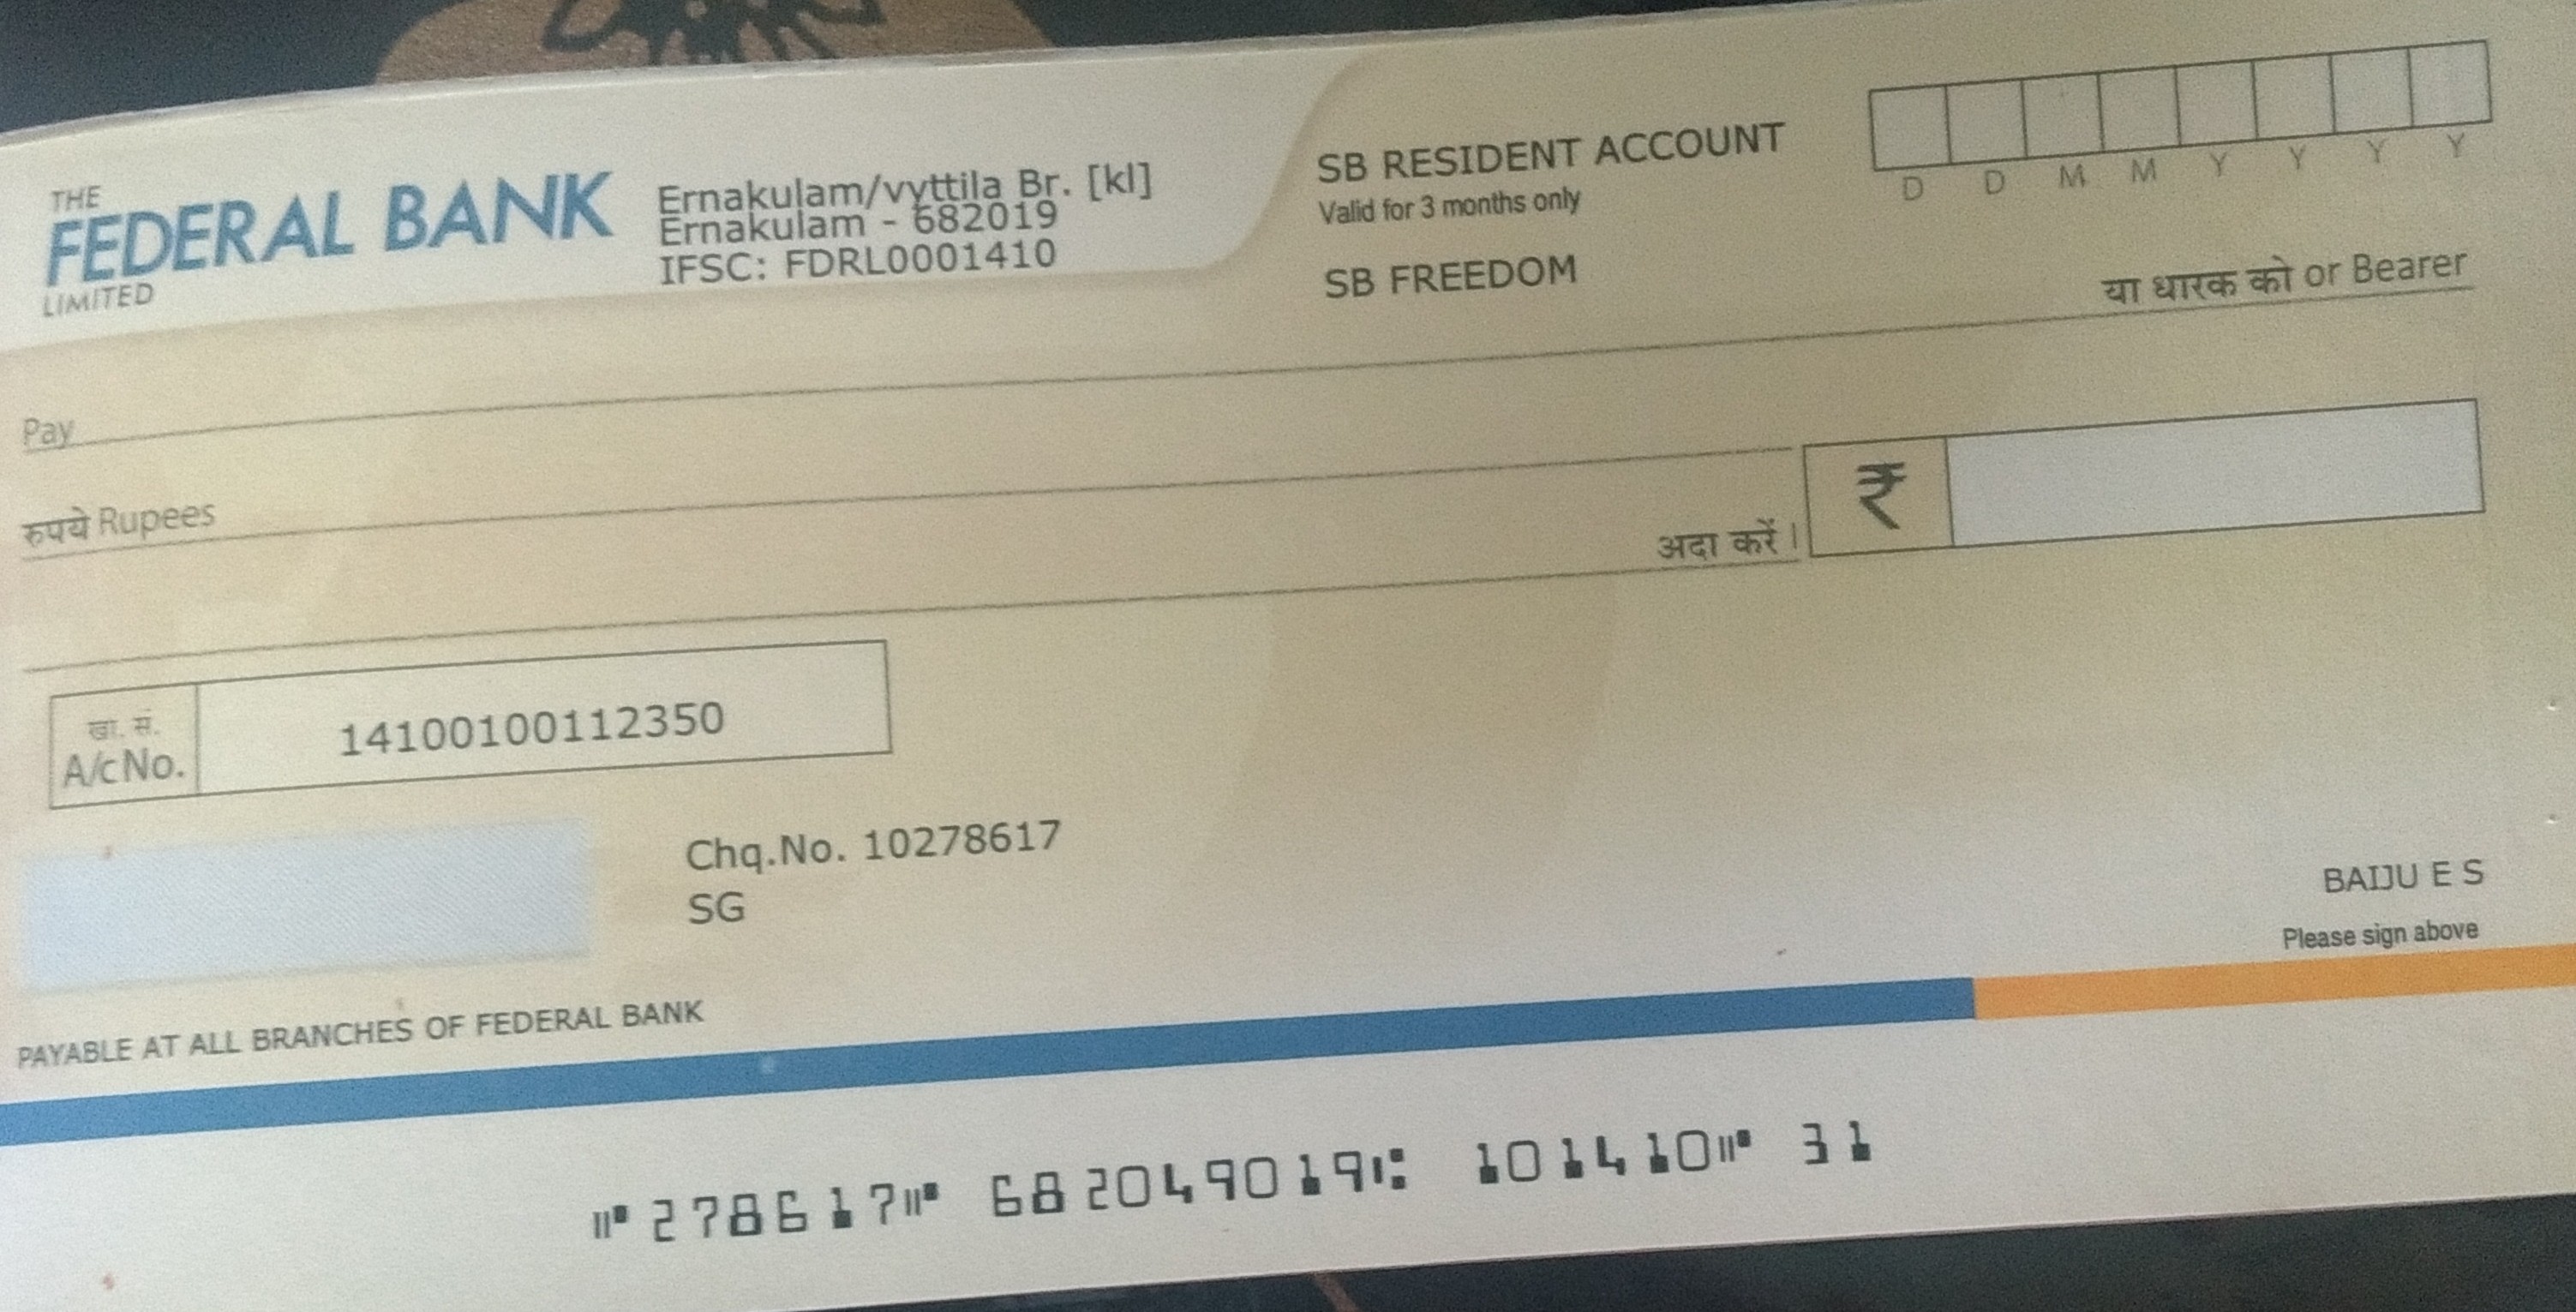 THE
FEDERAL BANK
LIMITED
Ernakulam/vyttila Br. [kl]
Ernakulam - 682019
IFSC: FDRL0001410
SB RESIDENT ACCOUNT
Valid for 3 months only
SB FREEDOM
D D M M Y Y Y Y
या धारक को or Bearer
Pay
रुपये Rupees
अदा करें। ₹
खा. सं.
A/c No. 14100100112350
Chq.No. 10278617
SG
BAIJU E S
Please sign above
PAYABLE AT ALL BRANCHES OF FEDERAL BANK
⑈278617⑈ 682049019⑆ 101410⑈ 31